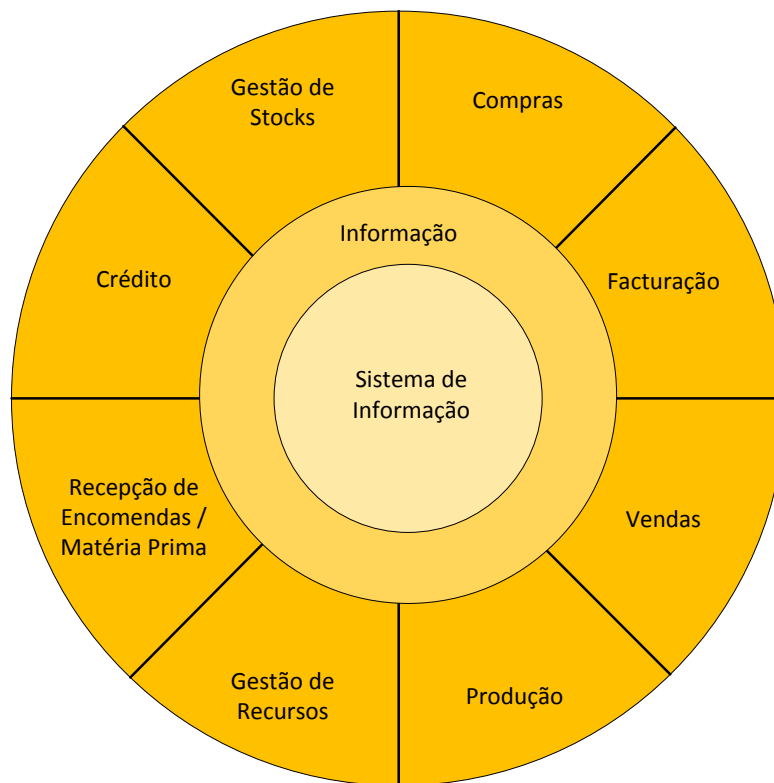 Gestão de
Stocks
Compras
Informação
Crédito
Facturação
Sistema de
Informação
Recepção de
Encomendas /
Matéria Prima
Vendas
Gestão de
Recursos
Produção